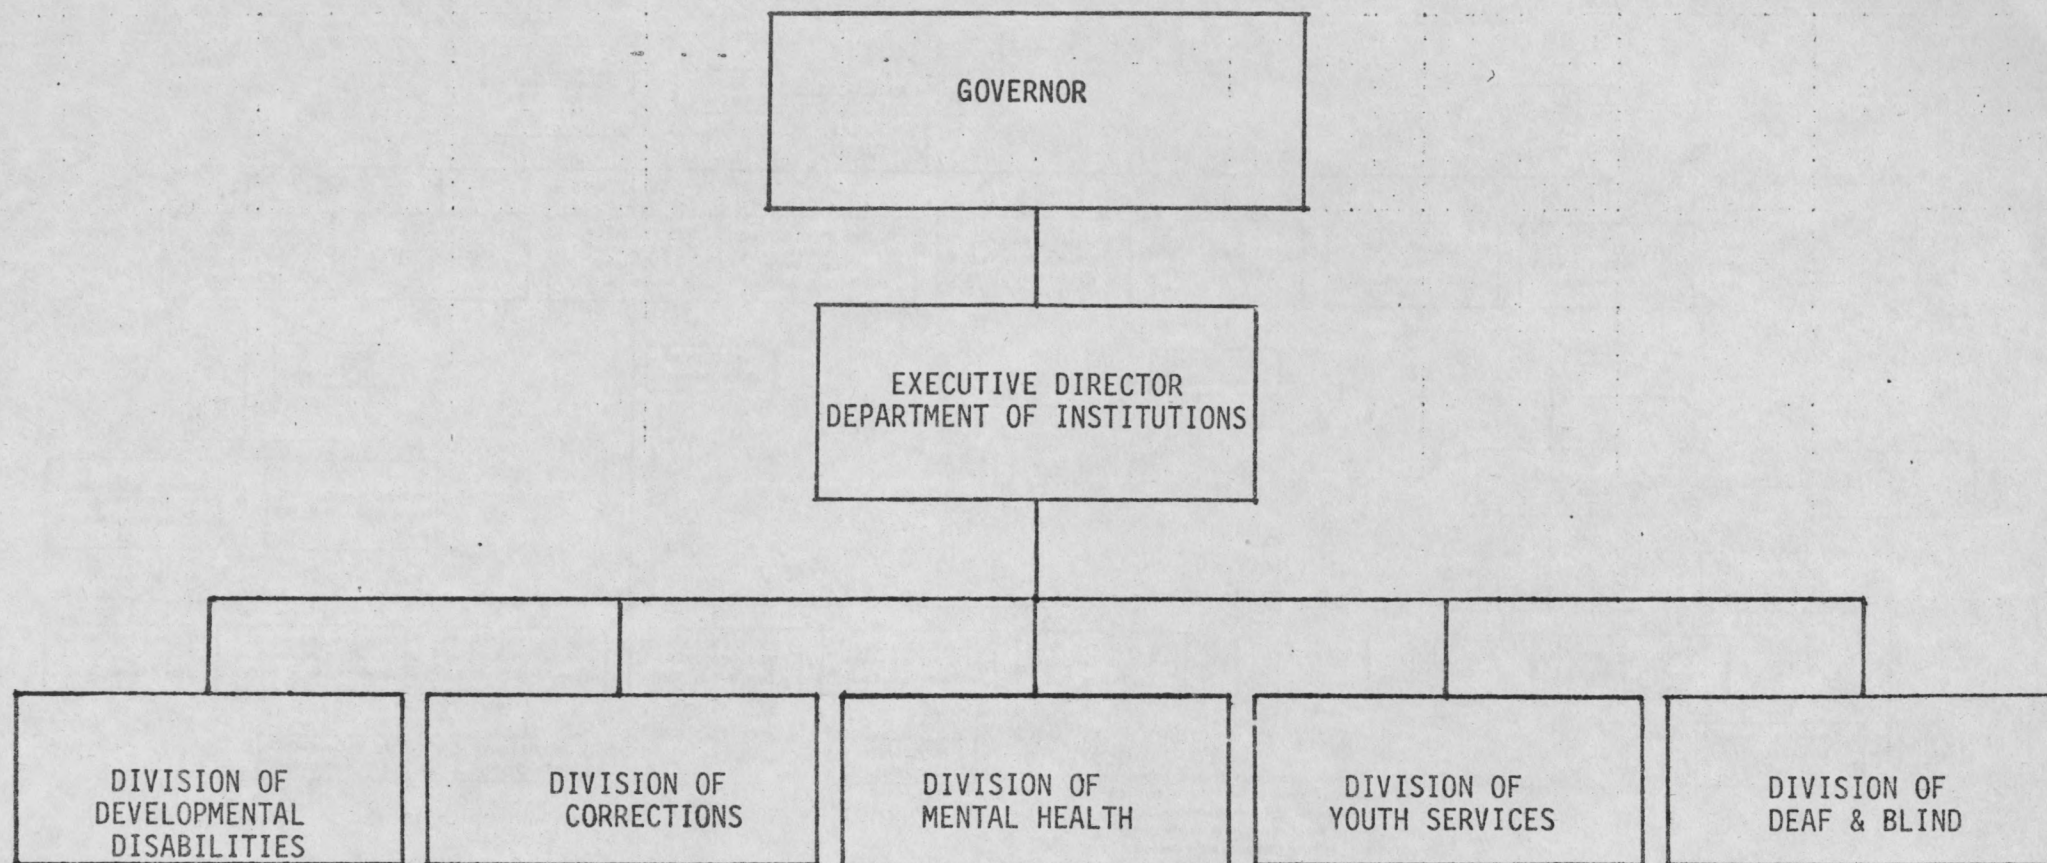 GOVERNOR
EXECUTIVE DIRECTOR
DEPARTMENT OF INSTITUTIONS
DIVISION OF
DEVELOPMENTAL
DISABILITIES
DIVISION OF
CORRECTIONS
DIVISION OF
MENTAL HEALTH
DIVISION OF
YOUTH SERVICES
DIVISION OF
DEAF & BLIND